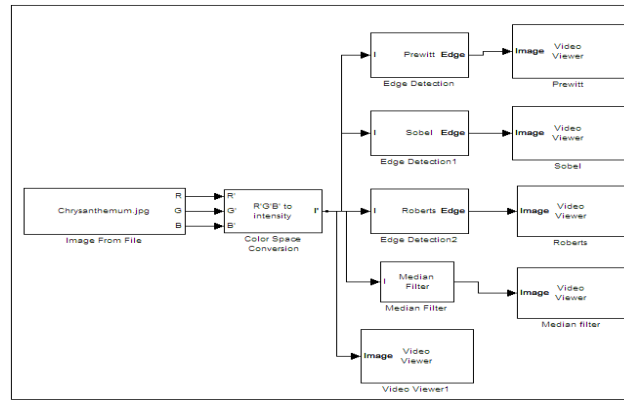 I Prewitt Edge
Edge Detection
Image Video
Viewer
Prewitt
I Sobel Edge
Edge Detection1
Image Video
Viewer
Sobel
Chrysanthemum.jpg
R
G
B
Image From File
R'
G'
B'
R'G'B' to
intensity
I'
Color Space
Conversion
I Roberts Edge
Edge Detection2
Image Video
Viewer
Roberts
I Median
Filter
Median Filter
Image Video
Viewer
Median filter
Image Video
Viewer
Video Viewer1